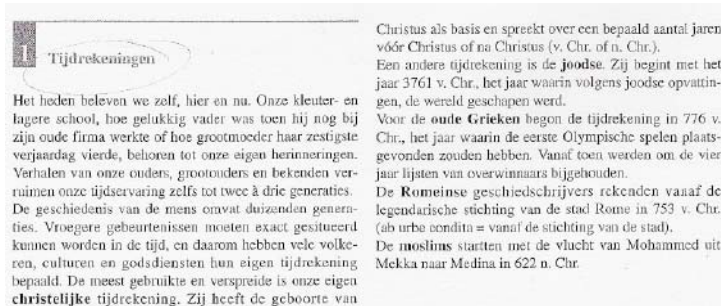 1
Tijdrekeningen
Het heden beleven we zelf, hier en nu. Onze kleuter- en
lagere school, hoe gelukkig vader was toen hij nog bij
zijn oude firma werkte of hoe grootmoeder haar zestigste
verjaardag vierde, behoren tot onze eigen herinneringen.
Verhalen van onze ouders, grootouders en bekenden ver-
ruimen onze tijdservaring zelfs tot twee à drie generaties.
De geschiedenis van de mens omvat duizenden genera-
ties. Vroegere gebeurtenissen moeten exact gesitueerd
kunnen worden in de tijd, en daarom hebben vele volke-
ren, culturen en godsdiensten hun eigen tijdrekening
bepaald. De meest gebruikte en verspreide is onze eigen
christelijke tijdrekening. Zij heeft de geboorte van
Christus als basis en spreekt over een bepaald aantal jaren
vóór Christus of na Christus (v. Chr. of n. Chr.).
Een andere tijdrekening is de joodse. Zij begint met het
jaar 3761 v. Chr., het jaar waarin volgens joodse opvattin-
gen, de wereld geschapen werd.
Voor de oude Grieken begon de tijdrekening in 776 v.
Chr., het jaar waarin de eerste Olympische spelen plaats-
gevonden zouden hebben. Vanaf toen werden om de vier
jaar lijsten van overwinnaars bijgehouden.
De Romeinse geschiedschrijvers rekenden vanaf de
legendarische stichting van de stad Rome in 753 v. Chr.
(ab urbe condita = vanaf de stichting van de stad).
De moslims startten met de vlucht van Mohammed uit
Mekka naar Medina in 622 n. Chr.